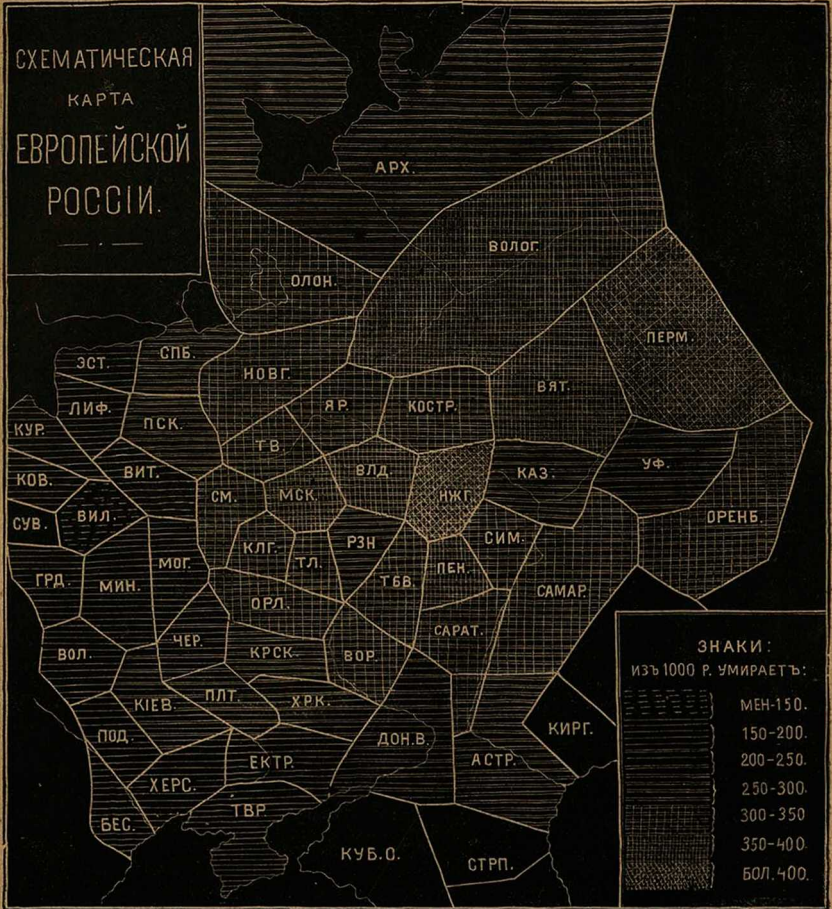 СХЕМАТИЧЕСКАЯ
КАРТА
ЕВРОПЕЙСКОЙ
РОССІИ.
АРХ.
ВОЛОГ.
ОЛОН.
ПЕРМ.
СПБ.
ЭСТ.
НОВГ.
ВЯТ.
ЯР.
КОСТР.
ЛИФ.
ПСК.
КУР.
ТВ.
ВЛД.
НЖГ.
КАЗ.
УФ.
КОВ.
ВИТ.
СМ.
МСК.
ВИЛ.
СУВ.
ОРЕНБ.
КЛГ.
РЗН
СИМ.
МОГ.
ТЛ.
ПЕН.
ГРД.
МИН.
ТБВ.
САМАР.
ОРЛ.
САРАТ.
ЧЕР.
ВОЛ.
КРСК.
ВОР.
ПЛТ.
ХРК.
КІЕВ.
ПОД.
ДОН.В.
КИРГ.
ЕКТР.
АСТР.
ХЕРС.
ТВР.
БЕС.
КУБ.О.
СТРП.
ЗНАКИ:
ИЗЪ 1000 Р. УМИРАЕТЪ:
МЕН-150.
150-200.
200-250.
250-300.
300-350
350-400
БОЛ.400.